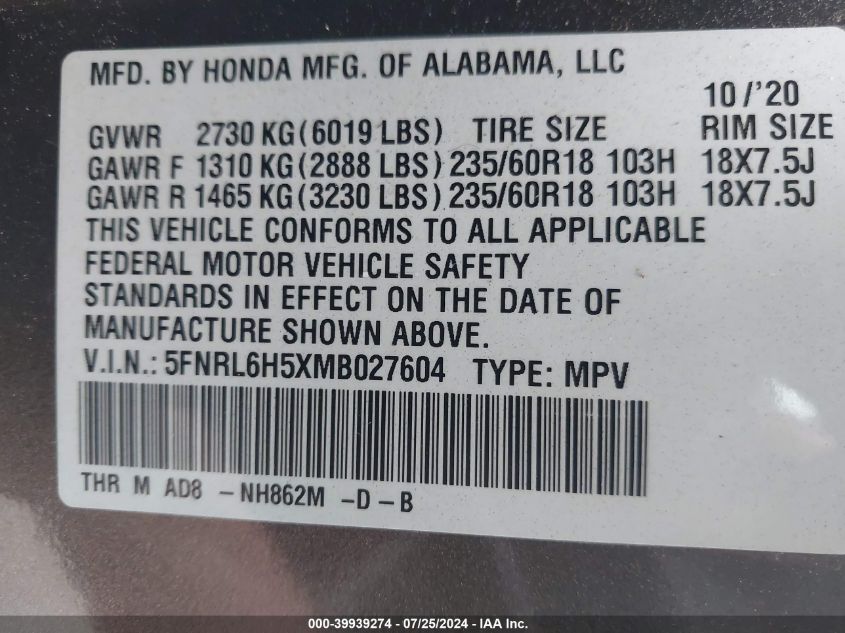 MFD. BY HONDA MFG. OF ALABAMA, LLC
10/'20
GVWR 2730 KG(6019 LBS) TIRE SIZE RIM SIZE
GAWR F 1310 KG(2888 LBS) 235/60R18 103H 18X7.5J
GAWR R 1465 KG(3230 LBS) 235/60R18 103H 18X7.5J
THIS VEHICLE CONFORMS TO ALL APPLICABLE
FEDERAL MOTOR VEHICLE SAFETY
STANDARDS IN EFFECT ON THE DATE OF
MANUFACTURE SHOWN ABOVE.
V.I.N.: 5FNRL6H5XMB027604 TYPE: MPV
THR M AD8 -NH862M -D-B
000-39939274 - 07/25/2024 - IAA Inc.